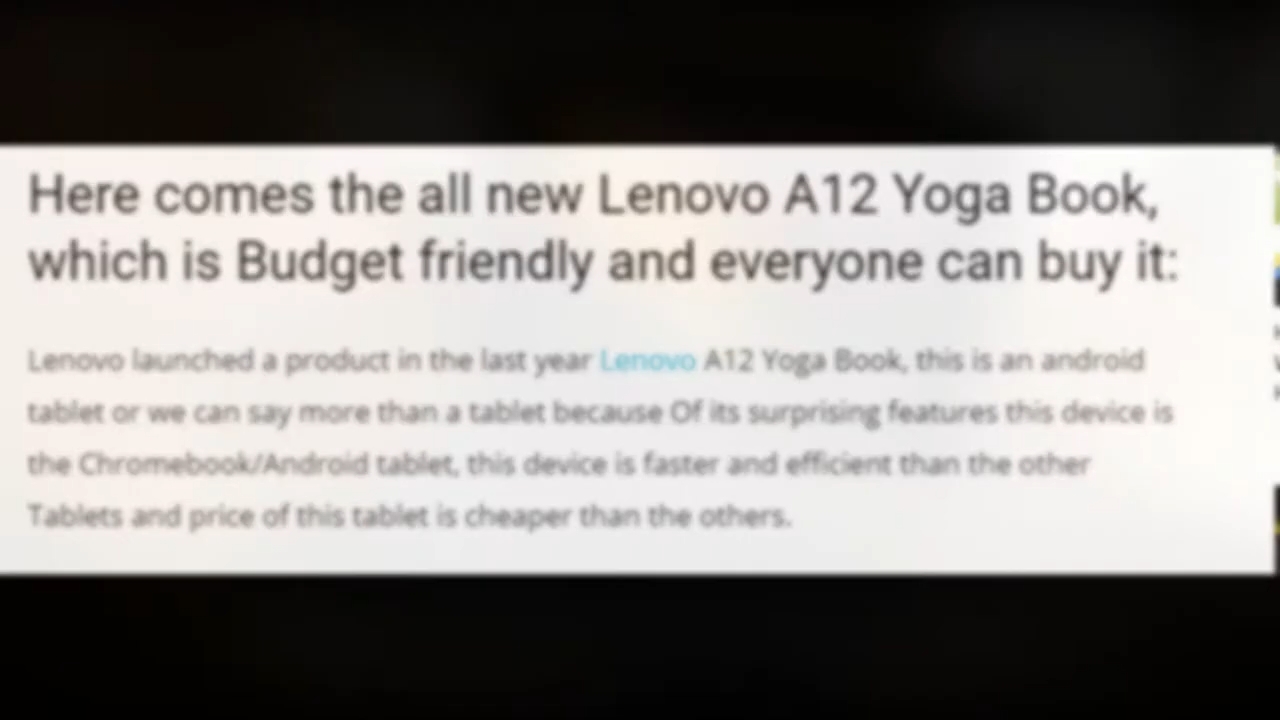 Here comes the all new Lenovo A12 Yoga Book,
which is Budget friendly and everyone can buy it:
Lenovo launched a product in the last year Lenovo A12 Yoga Book, this is an android
tablet or we can say more than a tablet because Of its surprising features this device is
the Chromebook/Android tablet, this device is faster and efficient than the other
Tablets and price of this tablet is cheaper than the others.